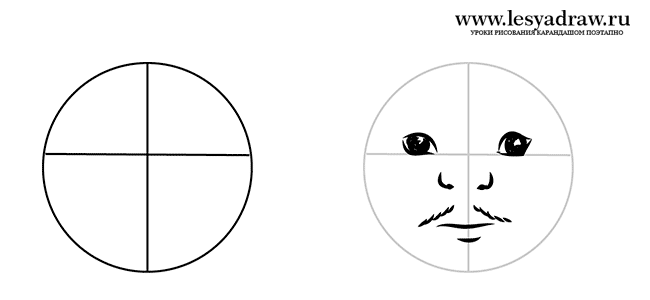 www.lesyadraw.ru
УРОКИ РИСОВАНИЯ КАРАНДАШОМ ПОЭТАПНО